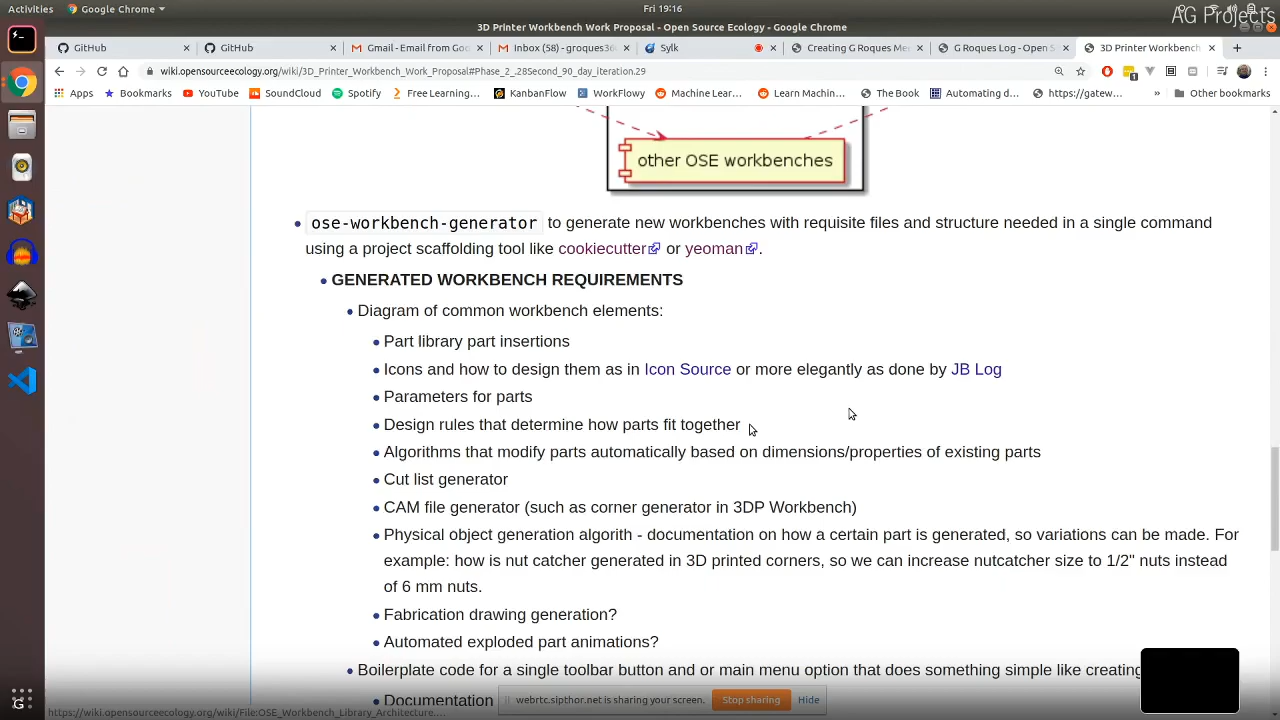 Activities
Google Chrome
Fri 19:16
AG Projects
3D Printer Workbench Work Proposal - Open Source Ecology - Google Chrome
GitHub
GitHub
Gmail - Email from Goo
Inbox (58) - groques36
Sylk
Creating G Roques Me
G Roques Log - Open S
3D Printer Workbench
wiki.opensourceecology.org/wiki/3D_Printer_Workbench_Work_Proposal#Phase_2_.28Second_90_day_iteration.29
Apps
Bookmarks
YouTube
SoundCloud
Spotify
Free Learning...
KanbanFlow
WorkFlowy
Machine Lear...
Learn Machin...
The Book
Automating d...
https://gatew...
»
Other bookmarks
other OSE workbenches
ose-workbench-generator to generate new workbenches with requisite files and structure needed in a single command
using a project scaffolding tool like cookiecutter or yeoman.
GENERATED WORKBENCH REQUIREMENTS
Diagram of common workbench elements:
Part library part insertions
Icons and how to design them as in Icon Source or more elegantly as done by JB Log
Parameters for parts
Design rules that determine how parts fit together
Algorithms that modify parts automatically based on dimensions/properties of existing parts
Cut list generator
CAM file generator (such as corner generator in 3DP Workbench)
Physical object generation algorith - documentation on how a certain part is generated, so variations can be made. For
example: how is nut catcher generated in 3D printed corners, so we can increase nutcatcher size to 1/2" nuts instead
of 6 mm nuts.
Fabrication drawing generation?
Automated exploded part animations?
Boilerplate code for a single toolbar button and or main menu option that does something simple like creating
Documentation
webrtc.sipthor.net is sharing your screen.
Stop sharing
Hide
https://wiki.opensourceecology.org/wiki/File:OSE_Workbench_Library_Architecture....